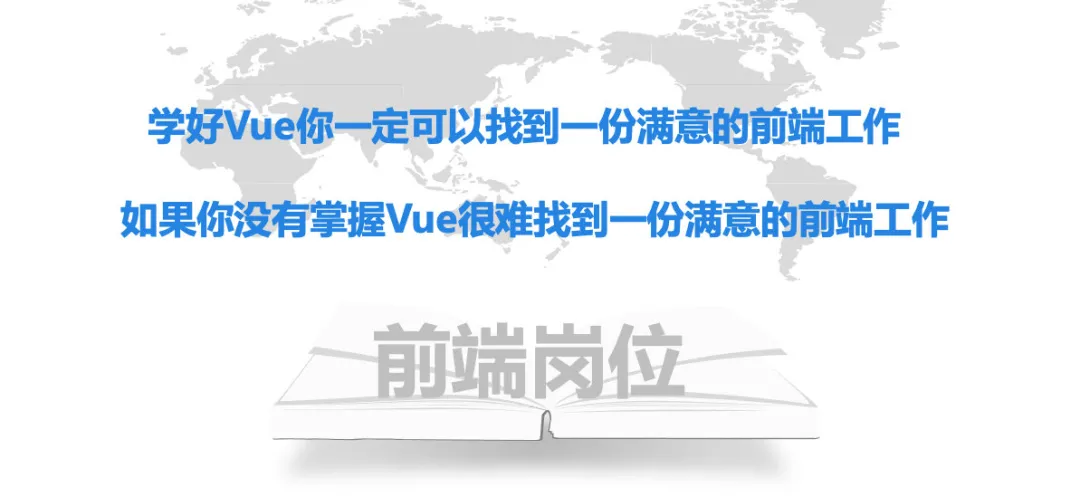 学好Vue你一定可以找到一份满意的前端工作
如果你没有掌握Vue很难找到一份满意的前端工作
前端岗位